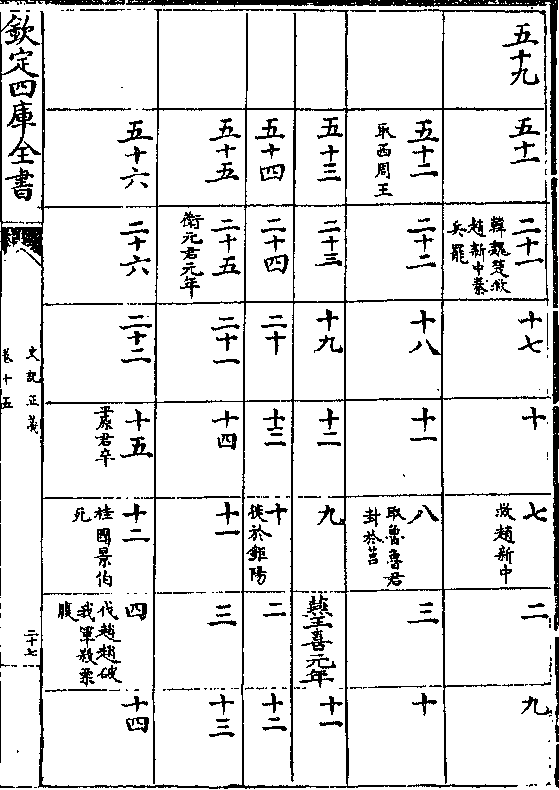 五十九
五十一
二十一
韓魏楚救
趙新中秦
兵罷
十七
十
七
救趙新中
二
九
五十二
取西周王
二十二
十八
十一
八
取魯魯君
封於莒
三
十
五十三
二十三
十九
十二
九
燕王喜元年
十一
五十四
二十四
二十
十三
十
徙於鉅陽
二
十二
五十五
二十五
衛元君元年
二十一
十四
十一
三
十三
五十六
二十六
二十二
十五
平原君卒
十二
柱國景伯
死
四
伐趙趙破
我軍殺栗
腹
十四
欽定四庫全書
史記正義
卷十五
二十七